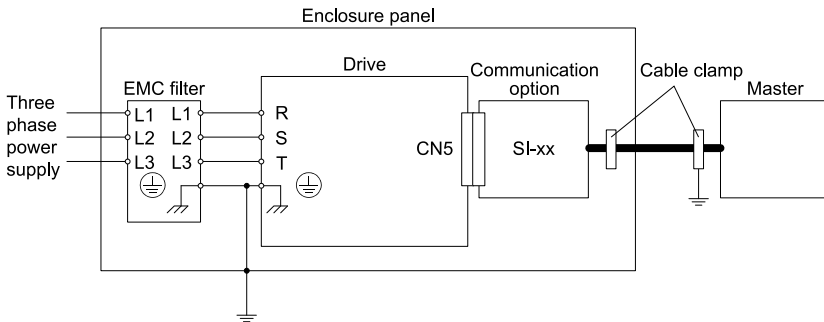 Enclosure panel
Drive
EMC filter
Communication
option
Cable clamp
Master
Three
phase
power
supply
L1 L1 R
L2 L2 S
L3 L3 T
CN5
SI-xx